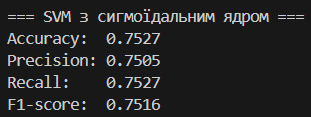 === SVM з сигмоїдальним ядром ===
Accuracy: 0.7527
Precision: 0.7505
Recall: 0.7527
F1-score: 0.7516